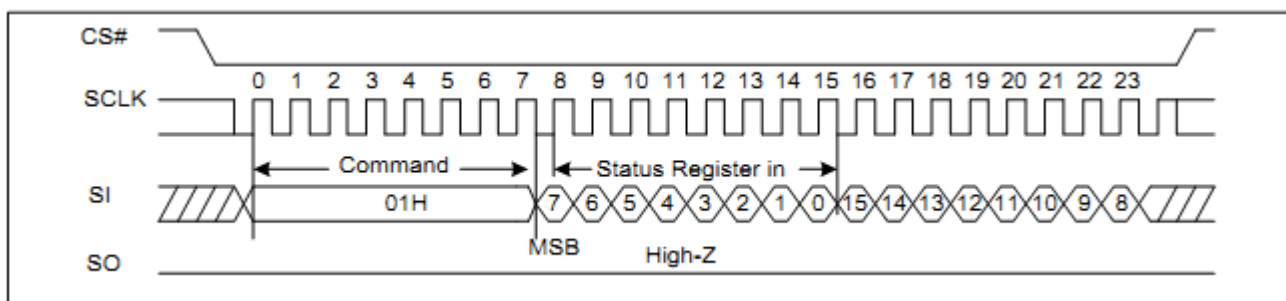 CS#
0 1 2 3 4 5 6 7 8 9 10 11 12 13 14 15 16 17 18 19 20 21 22 23
SCLK
Command Status Register in
SI 01H 7 6 5 4 3 2 1 0 15 14 13 12 11 10 9 8
MSB High-Z
SO